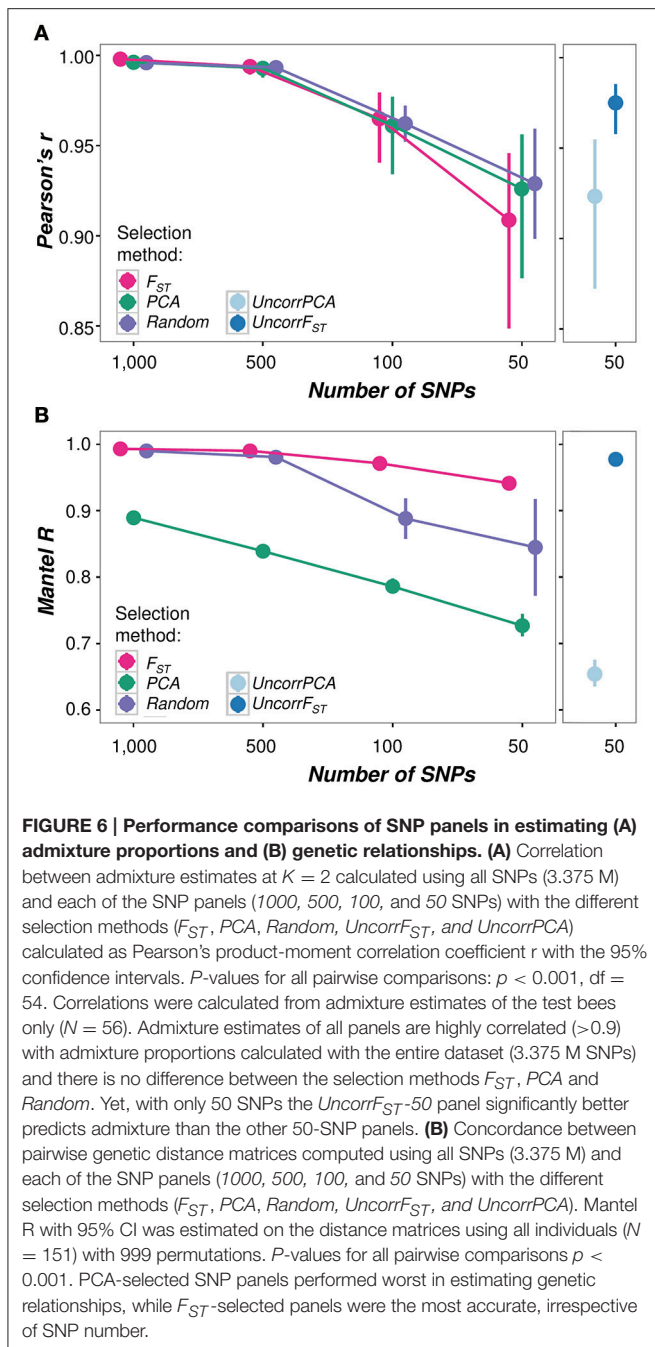 A
1.00
0.95
0.90
0.85
Pearson's r
Selection
method:
F_ST
PCA
UncorrPCA
Random
UncorrF_ST
1,000
500
100
50
50
Number of SNPs
B
1.0
0.9
0.8
0.7
0.6
Mantel R
Selection
method:
F_ST
PCA
UncorrPCA
Random
UncorrF_ST
1,000
500
100
50
50
Number of SNPs
FIGURE 6 | Performance comparisons of SNP panels in estimating (A)
admixture proportions and (B) genetic relationships. (A) Correlation
between admixture estimates at K = 2 calculated using all SNPs (3.375 M)
and each of the SNP panels (1000, 500, 100, and 50 SNPs) with the different
selection methods (F_ST, PCA, Random, UncorrF_ST, and UncorrPCA)
calculated as Pearson's product-moment correlation coefficient r with the 95%
confidence intervals. P-values for all pairwise comparisons: p < 0.001, df =
54. Correlations were calculated from admixture estimates of the test bees
only (N = 56). Admixture estimates of all panels are highly correlated (>0.9)
with admixture proportions calculated with the entire dataset (3.375 M SNPs)
and there is no difference between the selection methods F_ST, PCA and
Random. Yet, with only 50 SNPs the UncorrF_ST-50 panel significantly better
predicts admixture than the other 50-SNP panels. (B) Concordance between
pairwise genetic distance matrices computed using all SNPs (3.375 M) and
each of the SNP panels (1000, 500, 100, and 50 SNPs) with the different
selection methods (F_ST, PCA, Random, UncorrF_ST, and UncorrPCA). Mantel
R with 95% CI was estimated on the distance matrices using all individuals (N
= 151) with 999 permutations. P-values for all pairwise comparisons p <
0.001. PCA-selected SNP panels performed worst in estimating genetic
relationships, while F_ST-selected panels were the most accurate, irrespective
of SNP number.